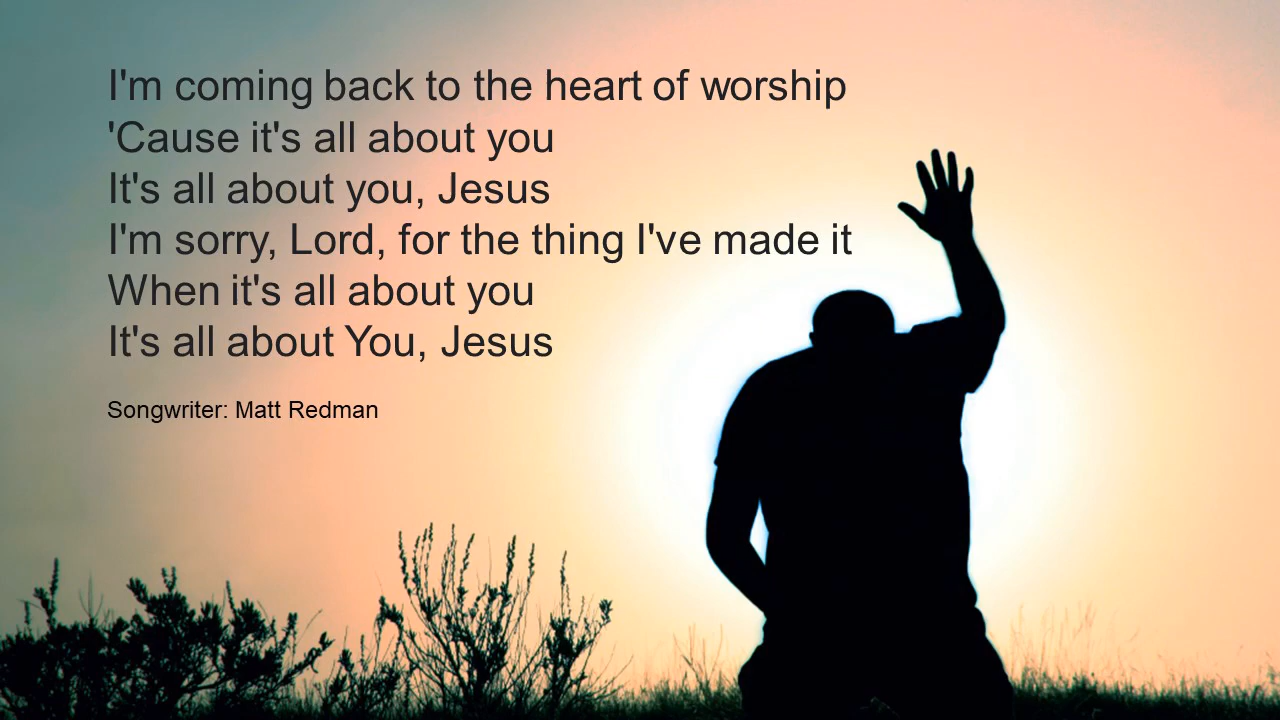 I'm coming back to the heart of worship
'Cause it's all about you
It's all about you, Jesus
I'm sorry, Lord, for the thing I've made it
When it's all about you
It's all about You, Jesus
Songwriter: Matt Redman